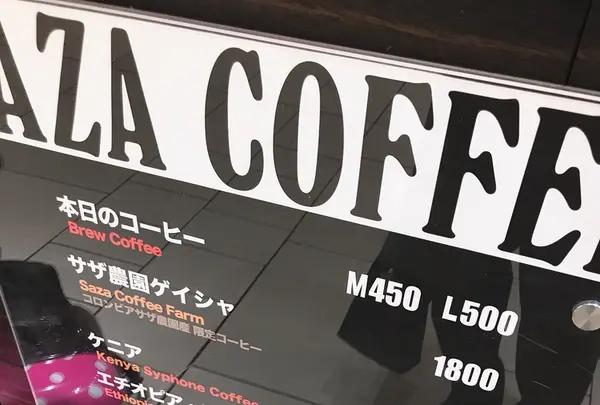 AZA COFFEE
本日のコーヒー
Brew Coffee
M450 L500
サザ農園ゲイシャ
Saza Coffee Farm
コロンビアサザ農園産 限定コーヒー
1800
ケニア
Kenya Syphone Coffee
エチオピア
Ethiopia